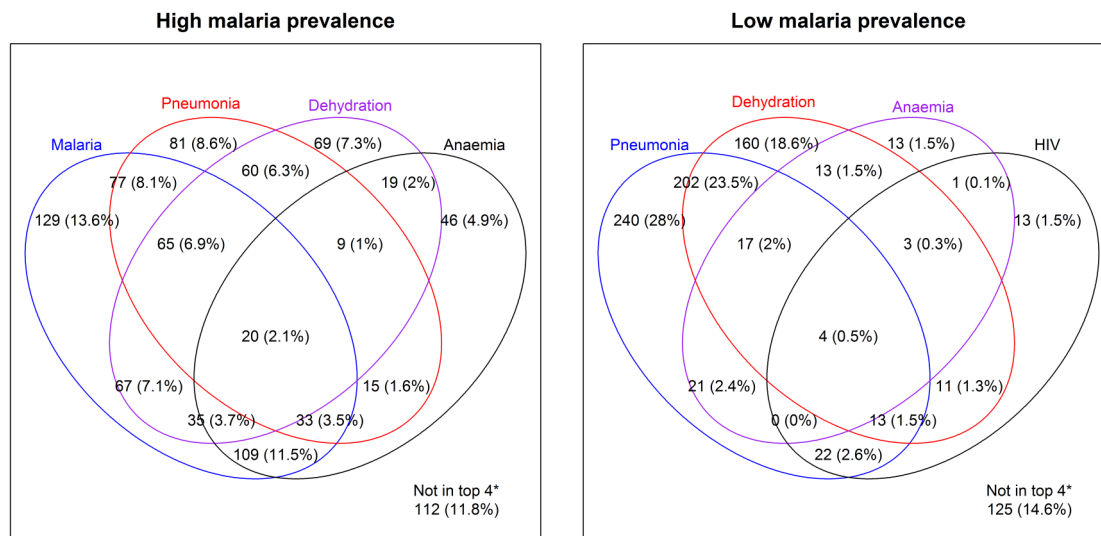 High malaria prevalence
Pneumonia
Dehydration
Malaria
Anaemia
81 (8.6%)
69 (7.3%)
60 (6.3%)
77 (8.1%)
19 (2%)
129 (13.6%)
46 (4.9%)
65 (6.9%)
9 (1%)
20 (2.1%)
67 (7.1%)
15 (1.6%)
35 (3.7%)
33 (3.5%)
109 (11.5%)
Not in top 4*
112 (11.8%)
Low malaria prevalence
Dehydration
Anaemia
Pneumonia
HIV
160 (18.6%)
13 (1.5%)
13 (1.5%)
202 (23.5%)
1 (0.1%)
240 (28%)
13 (1.5%)
17 (2%)
3 (0.3%)
4 (0.5%)
21 (2.4%)
11 (1.3%)
0 (0%)
13 (1.5%)
22 (2.6%)
Not in top 4*
125 (14.6%)